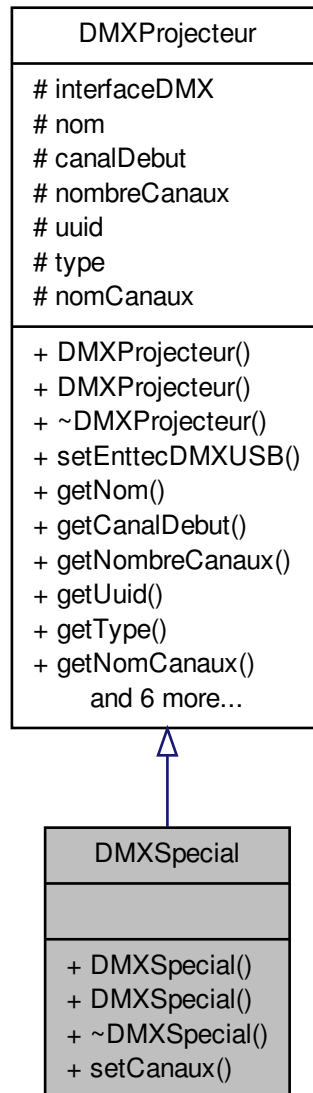 DMXProjecteur
# interfaceDMX
# nom
# canalDebut
# nombreCanaux
# uuid
# type
# nomCanaux
+ DMXProjecteur()
+ DMXProjecteur()
+ ~DMXProjecteur()
+ setEnttecDMXUSB()
+ getNom()
+ getCanalDebut()
+ getNombreCanaux()
+ getUuid()
+ getType()
+ getNomCanaux()
and 6 more...
DMXSpecial
+ DMXSpecial()
+ DMXSpecial()
+ ~DMXSpecial()
+ setCanaux()